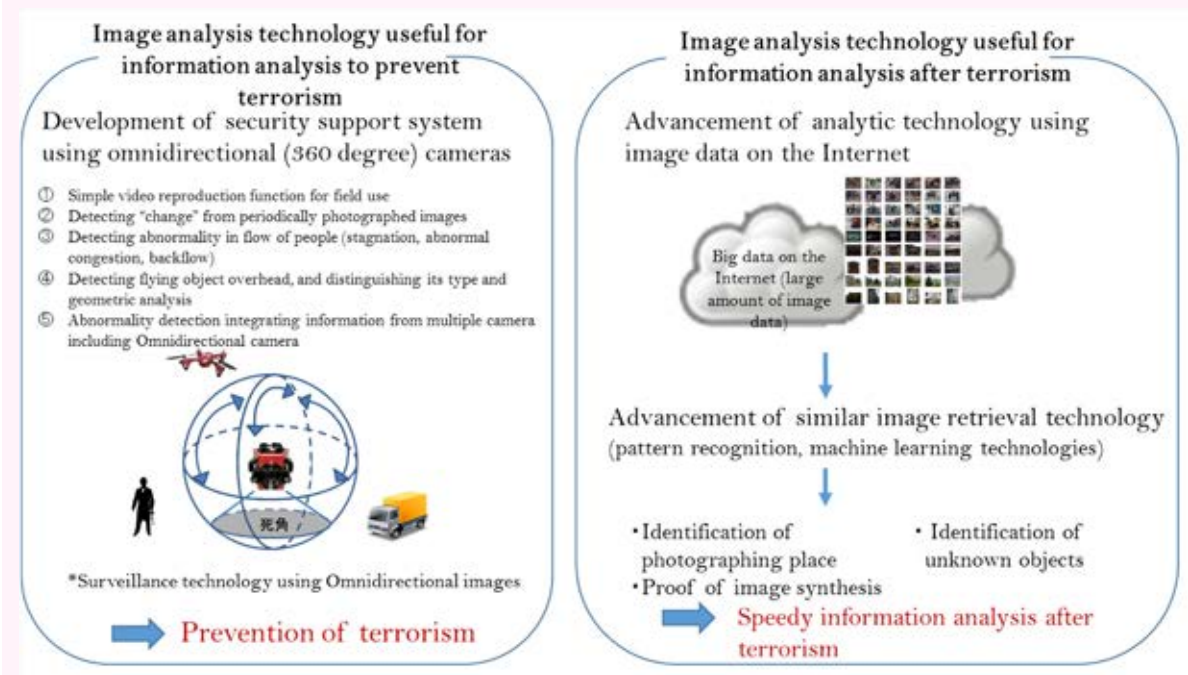 Image analysis technology useful for
information analysis to prevent
terrorism
Development of security support system
using omnidirectional (360 degree) cameras
① Simple video reproduction function for field use
② Detecting "change" from periodically photographed images
③ Detecting abnormality in flow of people (stagnation, abnormal
congestion, backflow)
④ Detecting flying object overhead, and distinguishing its type and
geometric analysis
⑤ Abnormality detection integrating information from multiple camera
including Omnidirectional camera
死角
*Surveillance technology using Omnidirectional images
Prevention of terrorism
Image analysis technology useful for
information analysis after terrorism
Advancement of analytic technology using
image data on the Internet
Big data on the
Internet (large
amount of image
data)
Advancement of similar image retrieval technology
(pattern recognition, machine learning technologies)
・Identification of
photographing place
・Proof of image synthesis
・Identification of
unknown objects
Speedy information analysis after
terrorism